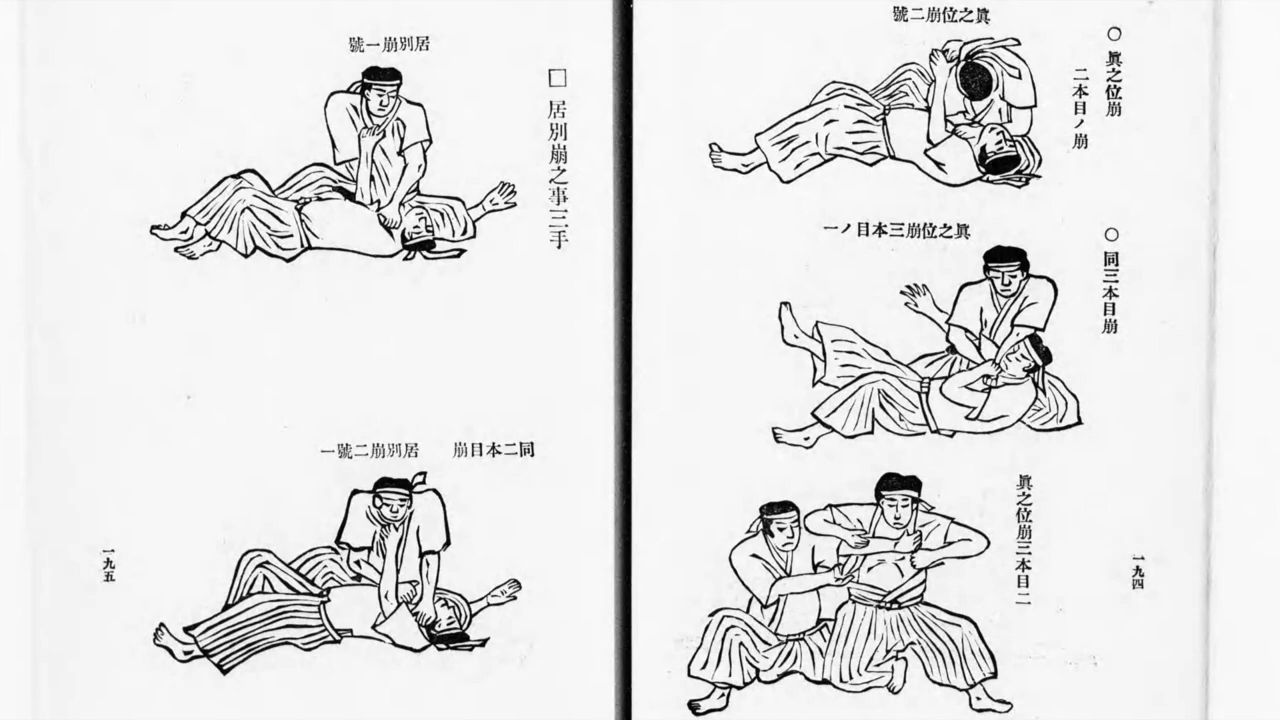 ○ 眞之位崩
二本目ノ崩
眞之位崩二號
○ 同三本目崩
眞之位崩三本目ノ一
眞之位崩三本目二
一九四
□ 居別崩之事三手
居別崩一號
同二本目崩 居別崩二號一
一九五